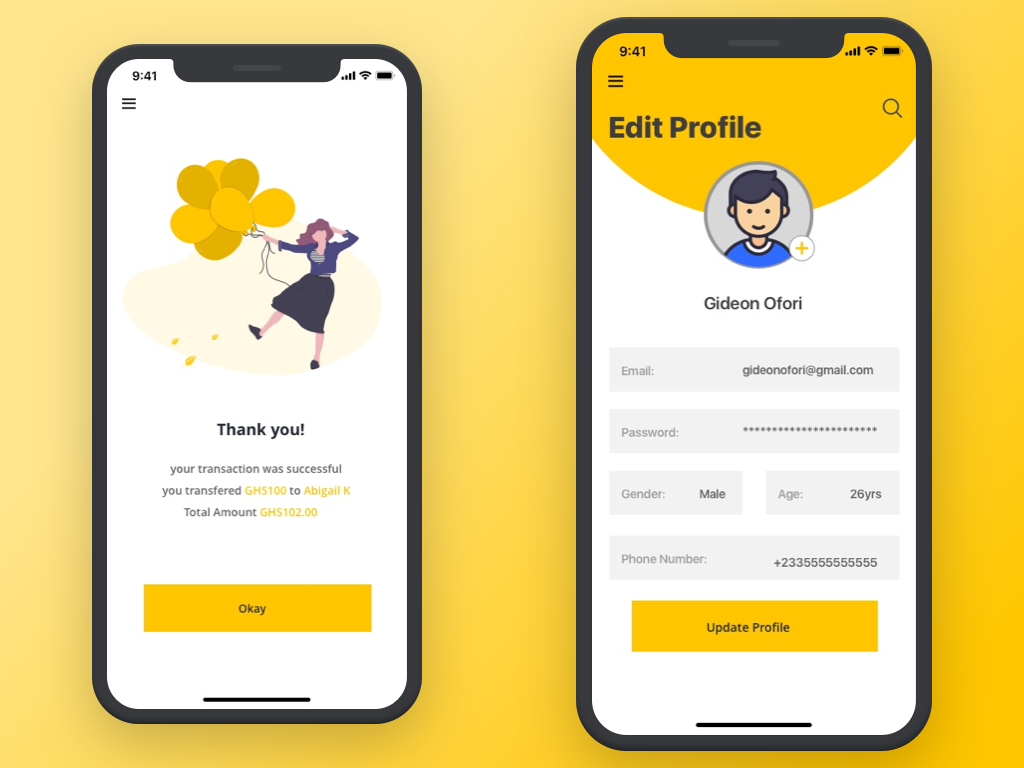 9:41
Thank you!
your transaction was successful
you transfered GHS100 to Abigail K
Total Amount GHS102.00
Okay
9:41
Edit Profile
Gideon Ofori
Email: gideonofori@gmail.com
Password: ***********************
Gender: Male Age: 26yrs
Phone Number: +2335555555555
Update Profile